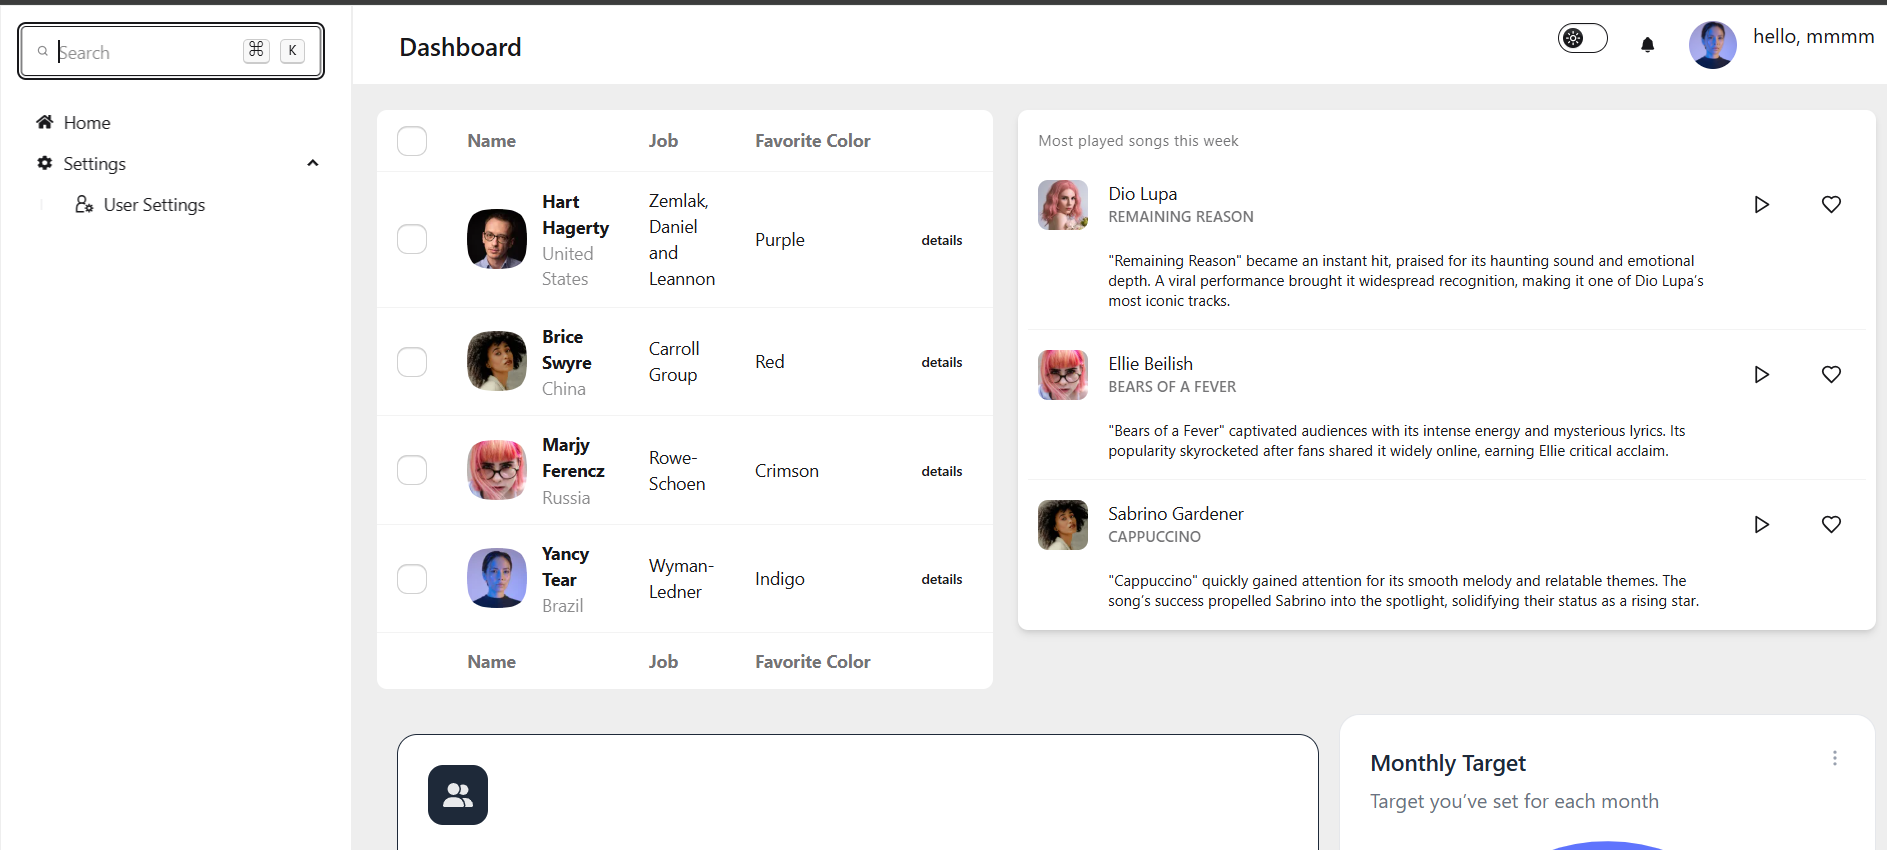 Search
⌘ K
Home
Settings
User Settings
Dashboard
hello, mmmm
Name Job Favorite Color
Hart
Hagerty
United
States
Zemlak,
Daniel
and
Leannon
Purple
details
Brice
Swyre
China
Carroll
Group
Red
details
Marjy
Ferencz
Russia
Rowe-
Schoen
Crimson
details
Yancy
Tear
Brazil
Wyman-
Ledner
Indigo
details
Name Job Favorite Color
Most played songs this week
Dio Lupa
REMAINING REASON
"Remaining Reason" became an instant hit, praised for its haunting sound and emotional
depth. A viral performance brought it widespread recognition, making it one of Dio Lupa’s
most iconic tracks.
Ellie Beilish
BEARS OF A FEVER
"Bears of a Fever" captivated audiences with its intense energy and mysterious lyrics. Its
popularity skyrocketed after fans shared it widely online, earning Ellie critical acclaim.
Sabrino Gardener
CAPPUCCINO
"Cappuccino" quickly gained attention for its smooth melody and relatable themes. The
song’s success propelled Sabrino into the spotlight, solidifying their status as a rising star.
Monthly Target
Target you’ve set for each month